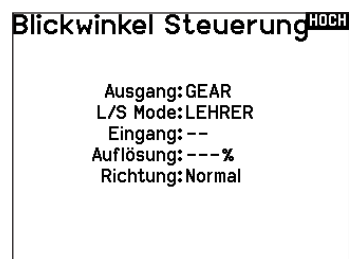 Blickwinkel Steuerung HOCH
Ausgang: GEAR
L/S Mode: LEHRER
Eingang: --
Auflösung: ---%
Richtung: Normal